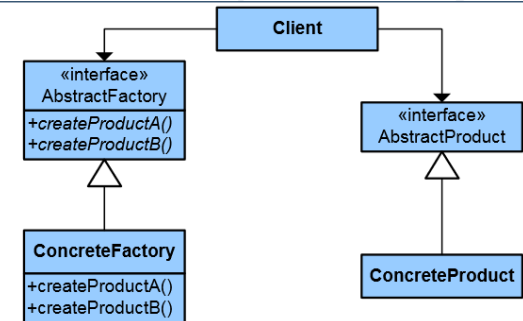 Client
«interface»
AbstractFactory
+createProductA()
+createProductB()
«interface»
AbstractProduct
ConcreteFactory
+createProductA()
+createProductB()
ConcreteProduct